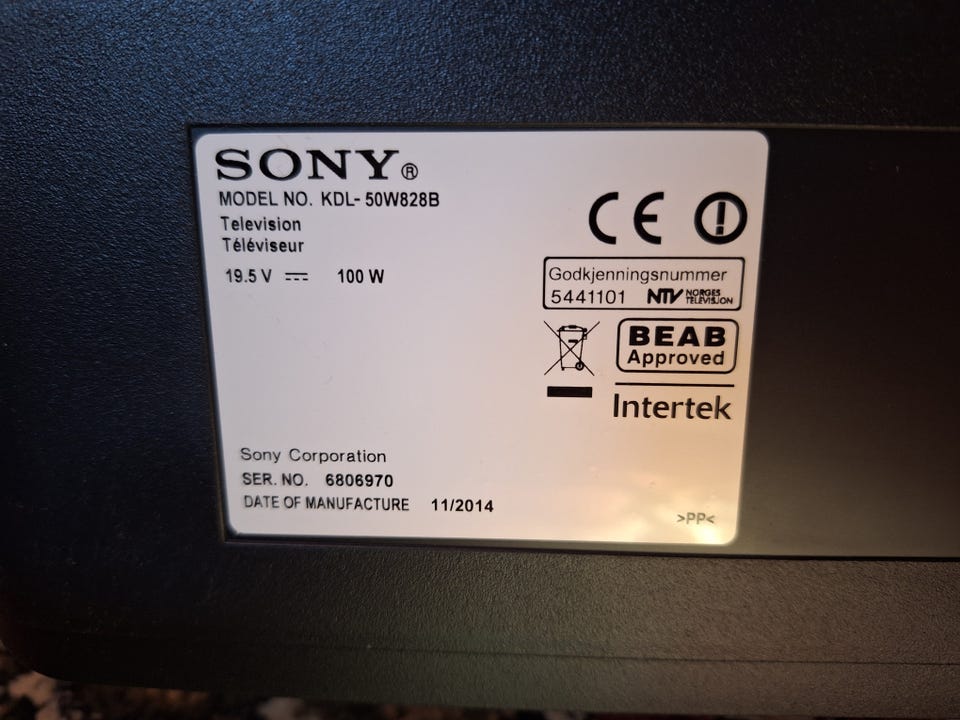 SONY®
MODEL NO. KDL- 50W828B
Television
Téléviseur
19.5 V ⎓ 100 W
CE
Godkjenningsnummer
5441101 NTV NORGES TELEVISJON
BEAB
Approved
Intertek
Sony Corporation
SER. NO. 6806970
DATE OF MANUFACTURE 11/2014
>PP<